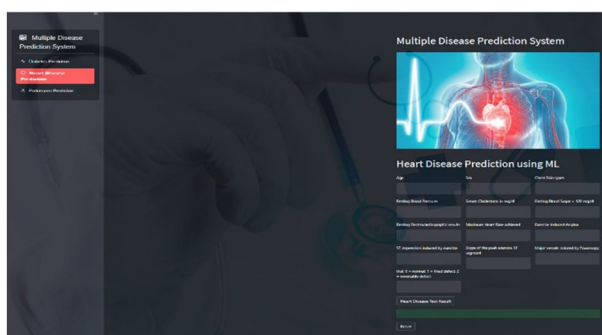 Multiple Disease
Prediction System
Diabetes Prediction
Heart Disease
Prediction
Parkinsons Prediction
Multiple Disease Prediction System
Heart Disease Prediction using ML
Age
Sex
Chest Pain types
Resting Blood Pressure
Serum Cholestoral in mg/dl
Fasting Blood Sugar > 120 mg/dl
Resting Electrocardiographic results
Maximum Heart Rate achieved
Exercise Induced Angina
ST depression induced by exercise
Slope of the peak exercise ST
segment
Major vessels colored by flourosopy
thal: 0 = normal; 1 = fixed defect; 2
= reversable defect
Heart Disease Test Result